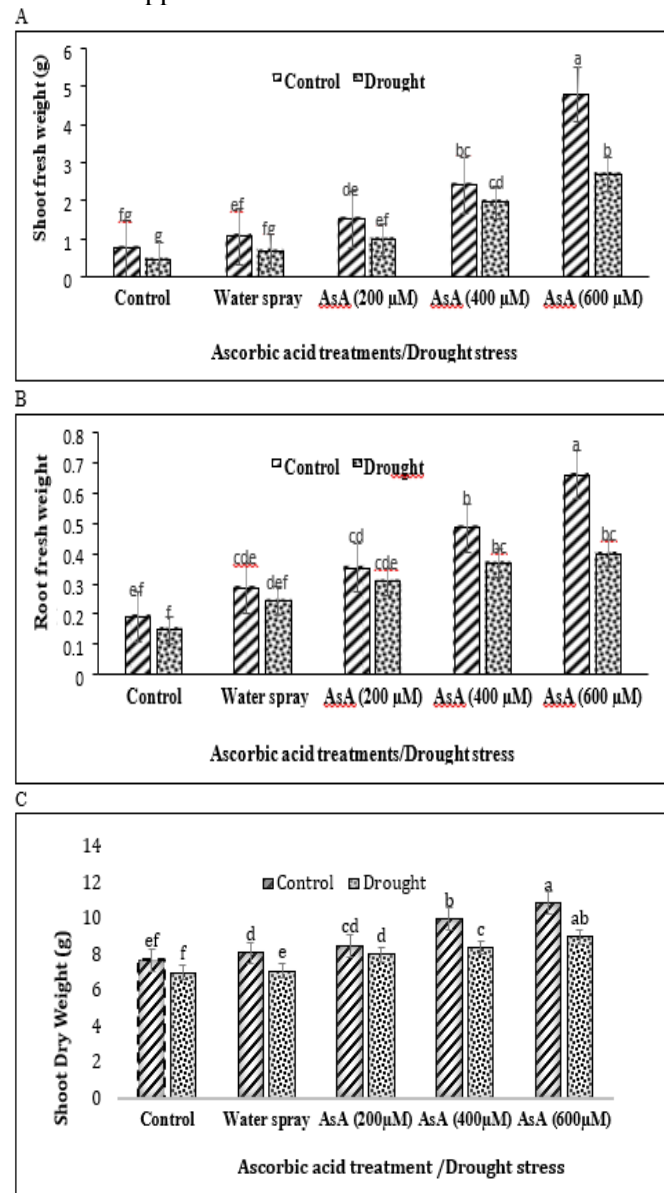 A
Shoot fresh weight (g)
6
5
4
3
2
1
0
Control Drought
fg
g
ef
fg
de
ef
bc
cd
a
b
Control Water spray AsA (200 µM) AsA (400 µM) AsA (600 µM)
Ascorbic acid treatments/Drought stress
B
Root fresh weight
0.8
0.7
0.6
0.5
0.4
0.3
0.2
0.1
0
Control Drought
ef
f
cde
def
cd
cde
b
bc
a
bc
Control Water spray AsA (200 µM) AsA (400 µM) AsA (600 µM)
Ascorbic acid treatments/Drought stress
C
Shoot Dry Weight (g)
14
12
10
8
6
4
2
0
Control Drought
ef
f
d
e
cd
d
b
c
a
ab
Control Water spray AsA (200µM) AsA (400µM) AsA (600µM)
Ascorbic acid treatment /Drought stress